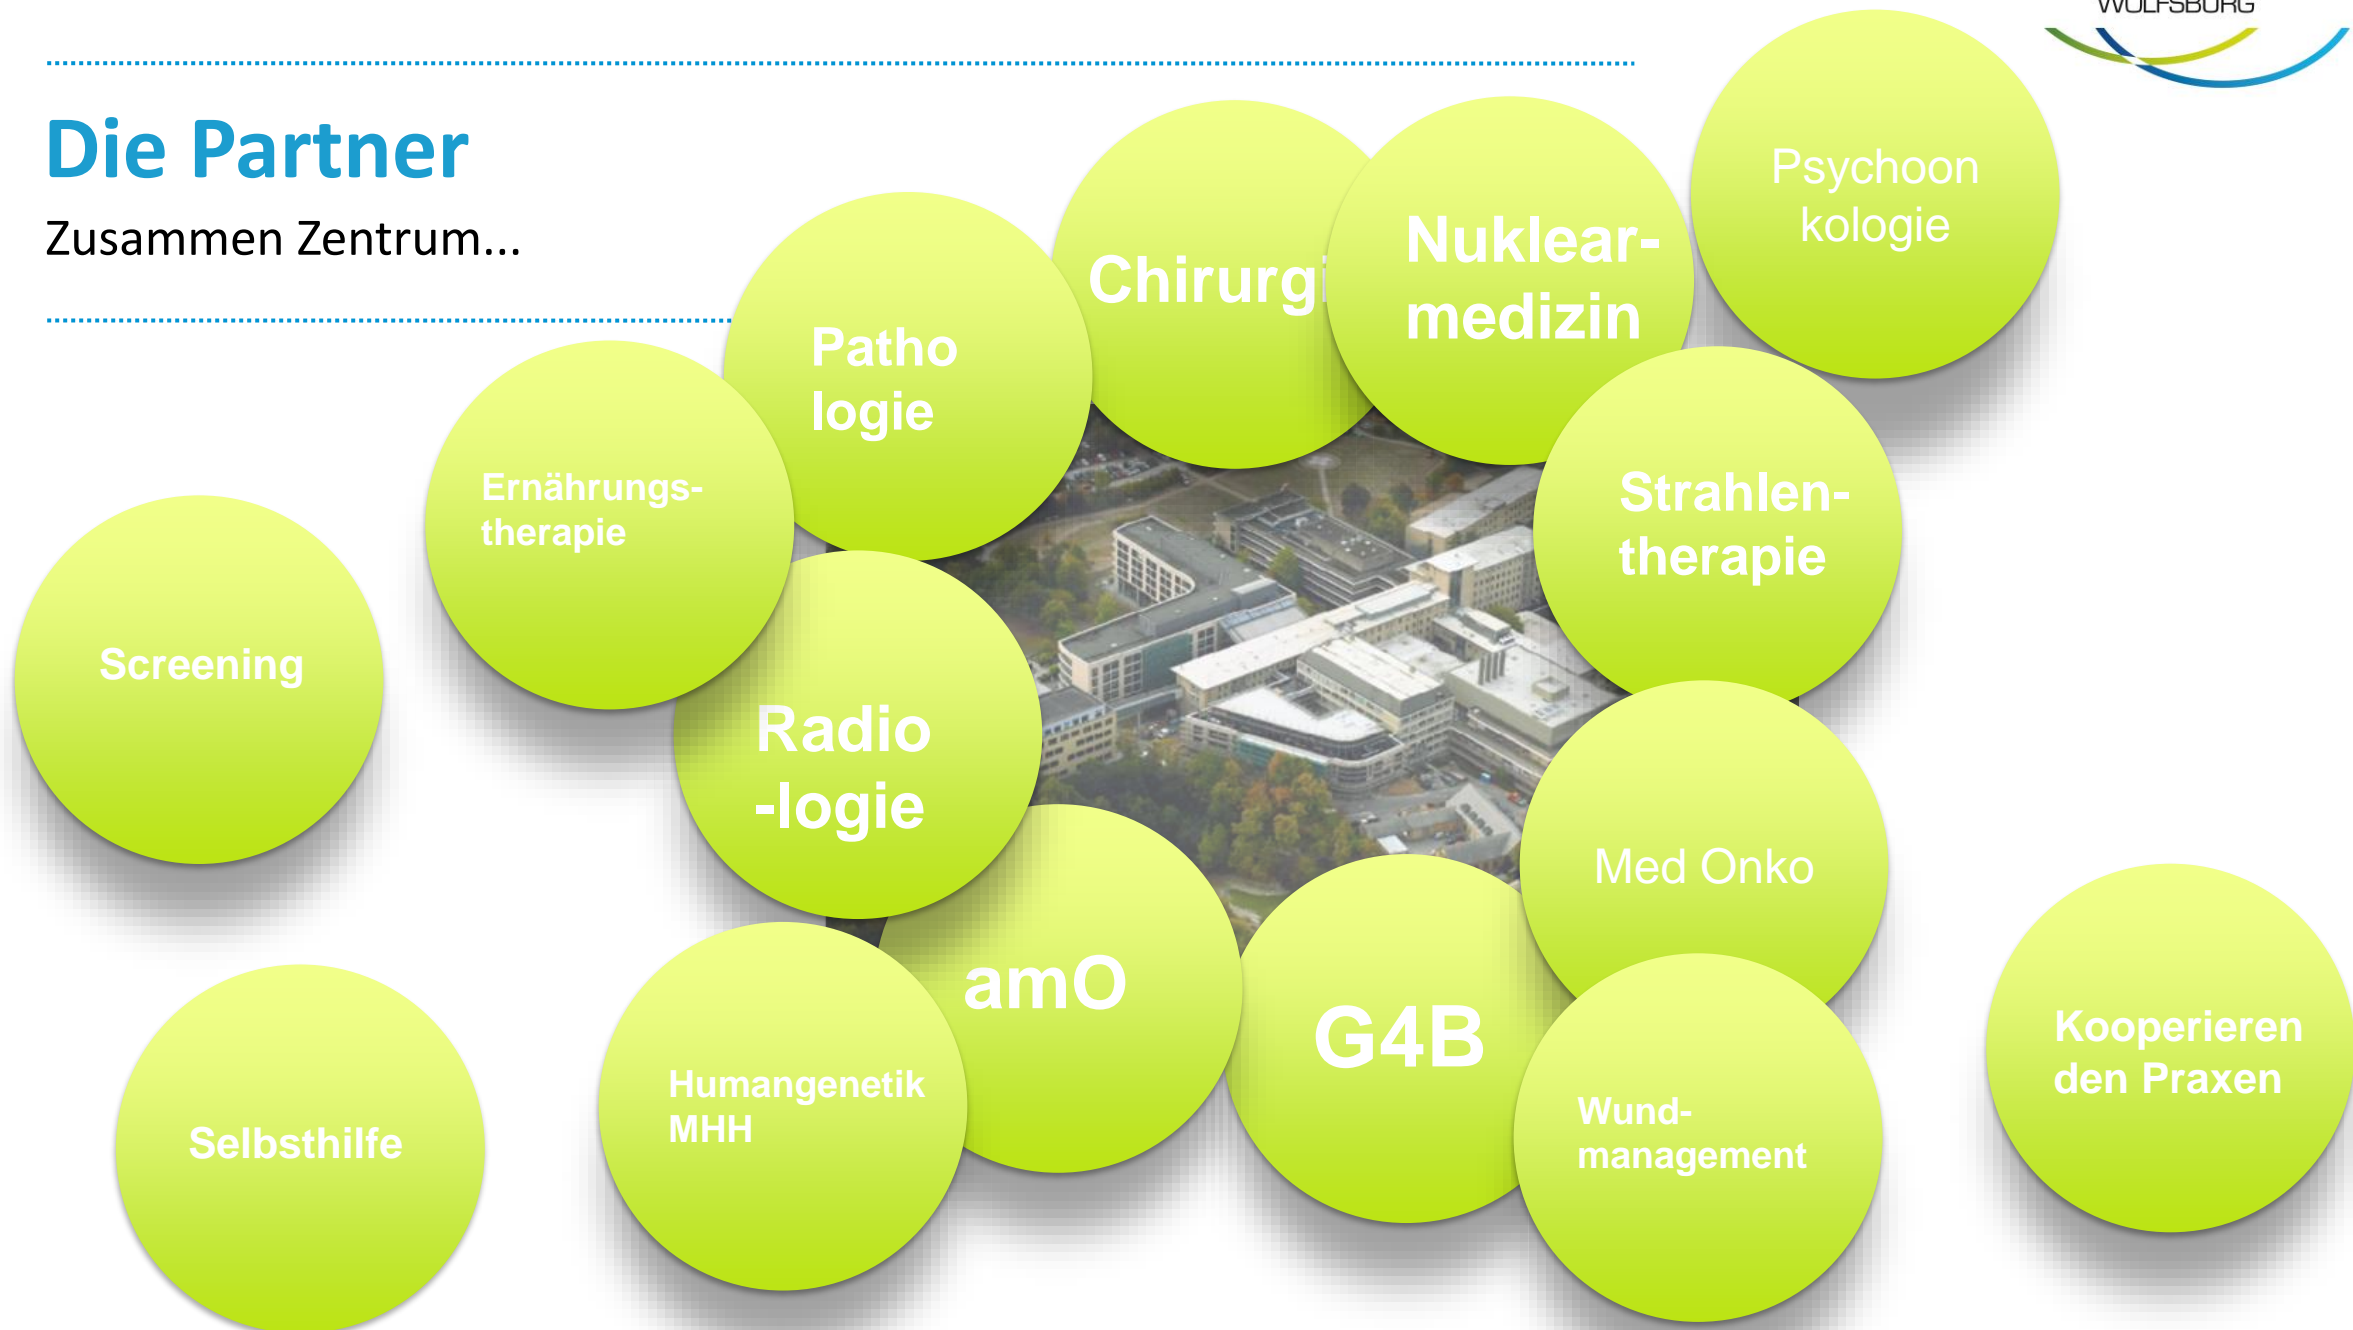 WOLFSBURG
Die Partner
Zusammen Zentrum...
Psychoon
kologie
Nuklear-
medizin
Chirurg
Patho
logie
Ernährungs-
therapie
Strahlen-
therapie
Screening
Radio
-logie
Med Onko
amO
G4B
Kooperieren
den Praxen
Humangenetik
MHH
Wund-
management
Selbsthilfe